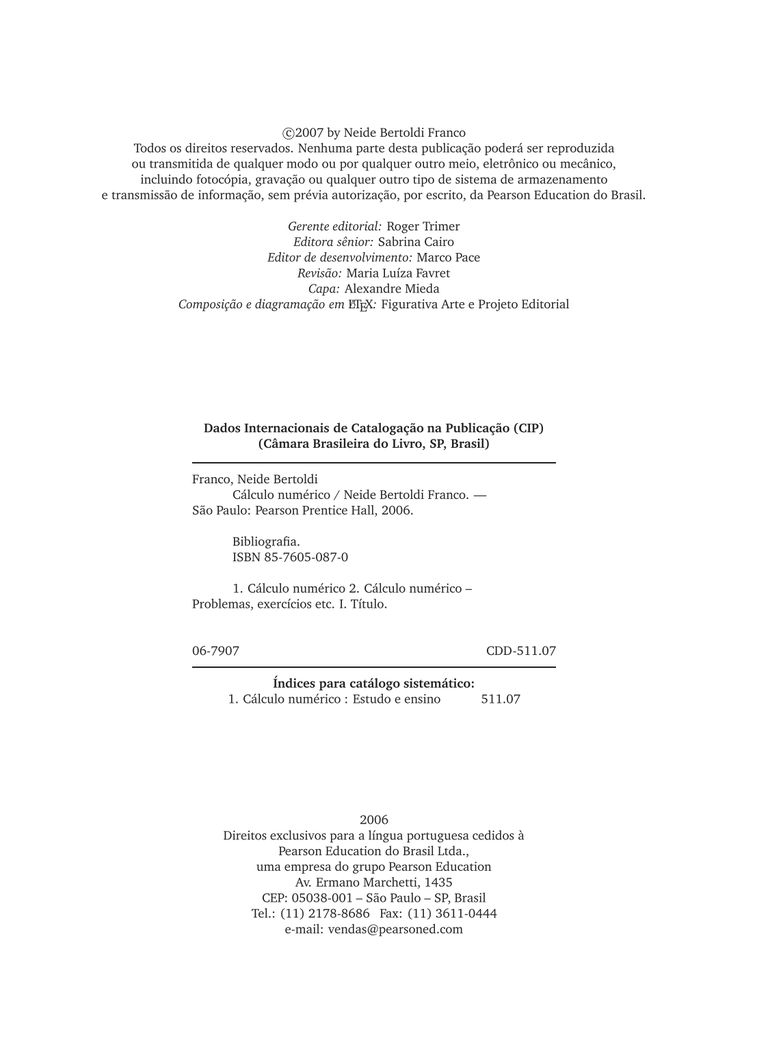 ©2007 by Neide Bertoldi Franco
Todos os direitos reservados. Nenhuma parte desta publicação poderá ser reproduzida
ou transmitida de qualquer modo ou por qualquer outro meio, eletrônico ou mecânico,
incluindo fotocópia, gravação ou qualquer outro tipo de sistema de armazenamento
e transmissão de informação, sem prévia autorização, por escrito, da Pearson Education do Brasil.
Gerente editorial: Roger Trimer
Editora sênior: Sabrina Cairo
Editor de desenvolvimento: Marco Pace
Revisão: Maria Luíza Favret
Capa: Alexandre Mieda
Composição e diagramação em LATEX: Figurativa Arte e Projeto Editorial
Dados Internacionais de Catalogação na Publicação (CIP)
(Câmara Brasileira do Livro, SP, Brasil)
Franco, Neide Bertoldi
Cálculo numérico / Neide Bertoldi Franco. —
São Paulo: Pearson Prentice Hall, 2006.
Bibliografia.
ISBN 85-7605-087-0
1. Cálculo numérico 2. Cálculo numérico –
Problemas, exercícios etc. I. Título.
06-7907 CDD-511.07
Índices para catálogo sistemático:
1. Cálculo numérico : Estudo e ensino 511.07
2006
Direitos exclusivos para a língua portuguesa cedidos à
Pearson Education do Brasil Ltda.,
uma empresa do grupo Pearson Education
Av. Ermano Marchetti, 1435
CEP: 05038-001 – São Paulo – SP, Brasil
Tel.: (11) 2178-8686 Fax: (11) 3611-0444
e-mail: vendas@pearsoned.com